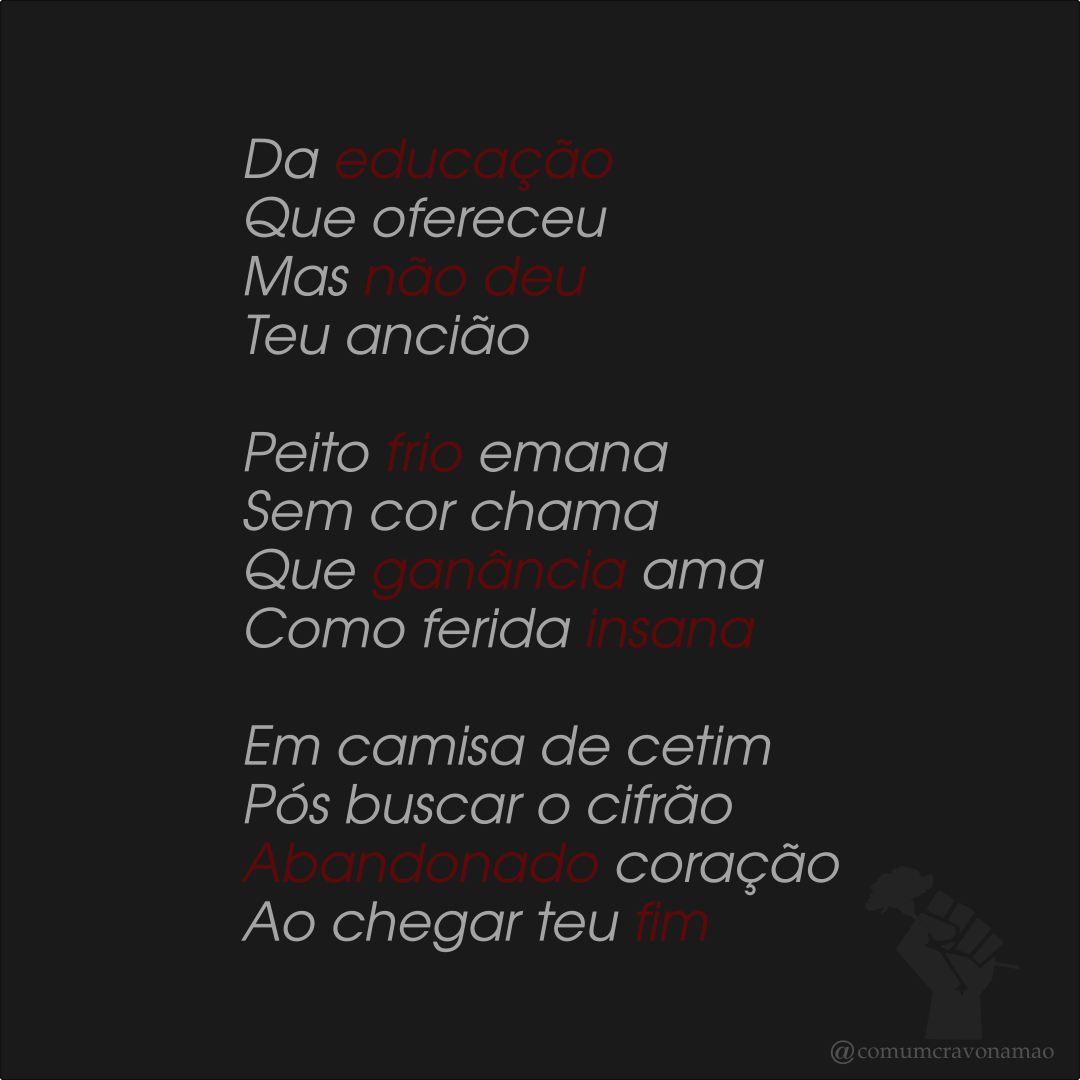 Da educação
Que ofereceu
Mas não deu
Teu ancião
Peito frio emana
Sem cor chama
Que ganância ama
Como ferida insana
Em camisa de cetim
Pós buscar o cifrão
Abandonado coração
Ao chegar teu fim
@comumcravonamao